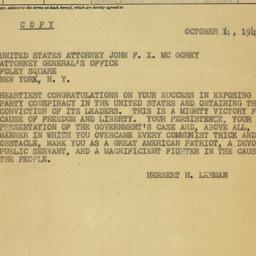 ge, subject to the terms on back hereof, which are hereby agreed to
COPY
OCTOBER 14, 194
UNITED STATES ATTORNEY JOHN F. X. MC GOHEY
ATTORNEY GENERAL'S OFFICE
FOLEY SQUARE
NEW YORK, N. Y.
HEARTIEST CONGRATULATIONS ON YOUR SUCCESS IN EXPOSING
PARTY CONSPIRACY IN THE UNITED STATES AND OBTAINING TH
CONVICTION OF ITS LEADERS. THIS IS A MIGHTY VICTORY F
CAUSE OF FREEDOM AND LIBERTY. YOUR PERSISTENCE, YOUR
PRESENTATION OF THE GOVERNMENT'S CASE AND, ABOVE ALL,
MANNER IN WHICH YOU OVERCAME EVERY COMMUNIST TRICK AND
OBSTACLE, MARK YOU AS A GREAT AMERICAN PATRIOT, A DEVO
PUBLIC SERVANT, AND A MAGNIFICIENT FIGHTER IN THE CAUS
THE PEOPLE.
HERBERT H. LEHMAN